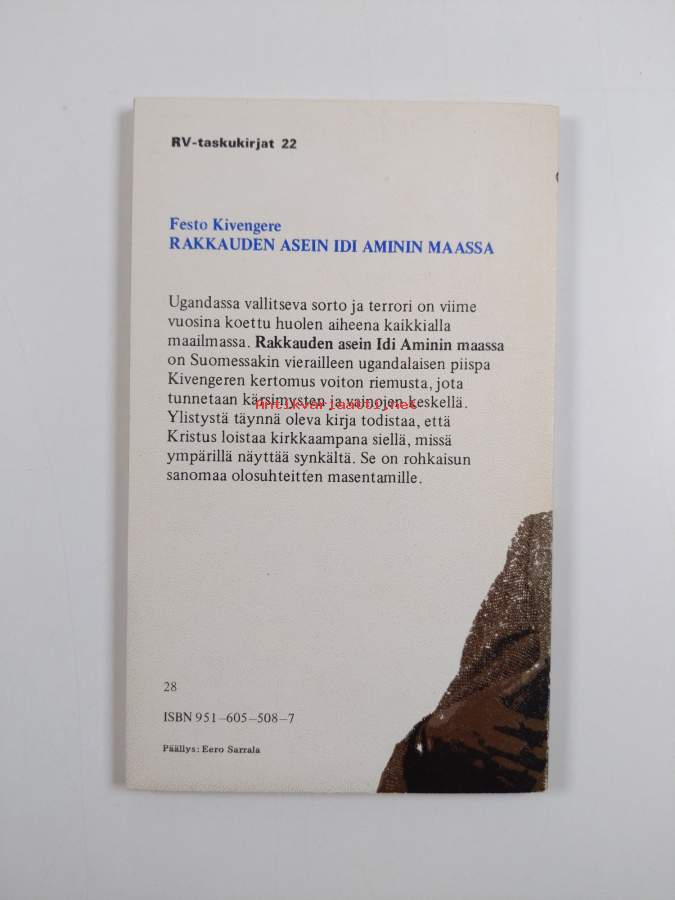 RV-taskukirjat 22
Festo Kivengere
RAKKAUDEN ASEIN IDI AMININ MAASSA
Ugandassa vallitseva sorto ja terrori on viime
vuosina koettu huolen aiheena kaikkialla
maailmassa. Rakkauden asein Idi Aminin maassa
on Suomessakin vierailleen ugandalaisen piispa
Kivengeren kertomus voiton riemusta, jota
tunnetaan kärsimysten ja vainojen keskellä.
Antikvariaatti.net
Ylistystä täynnä oleva kirja todistaa, että
Kristus loistaa kirkkaampana siellä, missä
ympärillä näyttää synkältä. Se on rohkaisun
sanomaa olosuhteitten masentamille.
28
ISBN 951–605–508–7
Päällys: Eero Sarrala